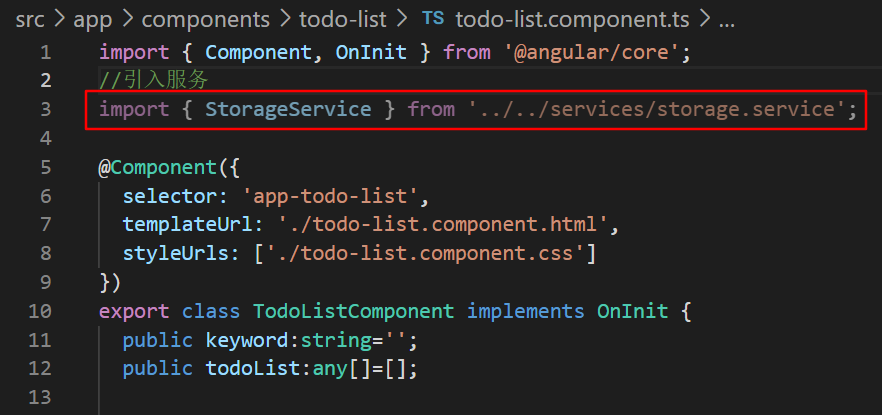 src > app > components > todo-list > TS todo-list.component.ts > ...
1 import { Component, OnInit } from '@angular/core';
2 //引入服务
3 import { StorageService } from '../../services/storage.service';
4
5 @Component({
6 selector: 'app-todo-list',
7 templateUrl: './todo-list.component.html',
8 styleUrls: ['./todo-list.component.css']
9 })
10 export class TodoListComponent implements OnInit {
11 public keyword:string='';
12 public todoList:any[]=[];
13